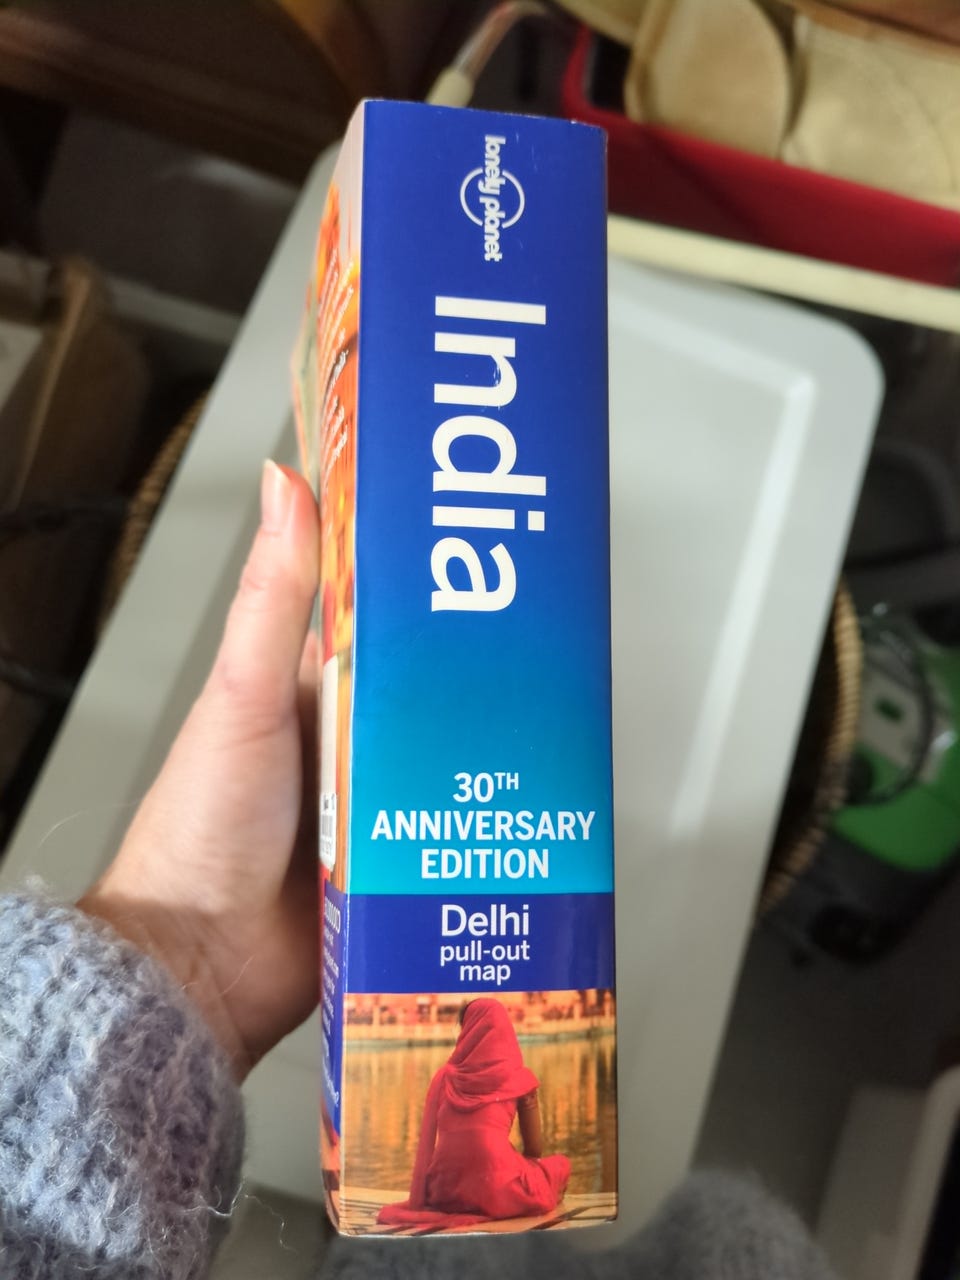 lonely planet
India
30TH
ANNIVERSARY
EDITION
Delhi
pull-out
map